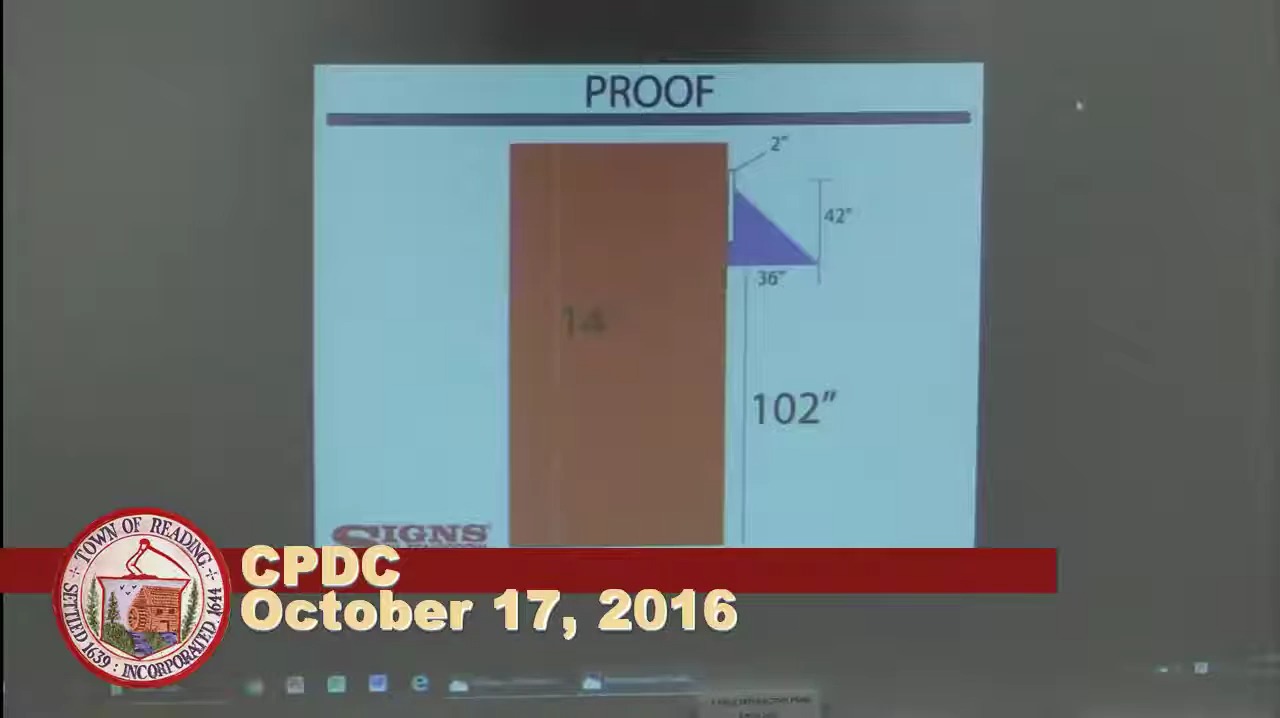 PROOF
2"
42"
36"
14'
102"
SIGNS
CPDC
October 17, 2016
TOWN OF READING
SETTLED 1639 : INCORPORATED 1644